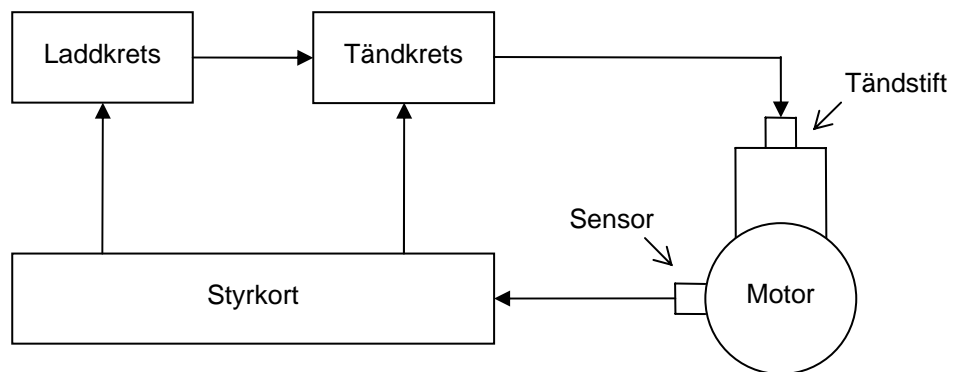 Laddkrets
Tändkrets
Tändstift
Sensor
Styrkort
Motor